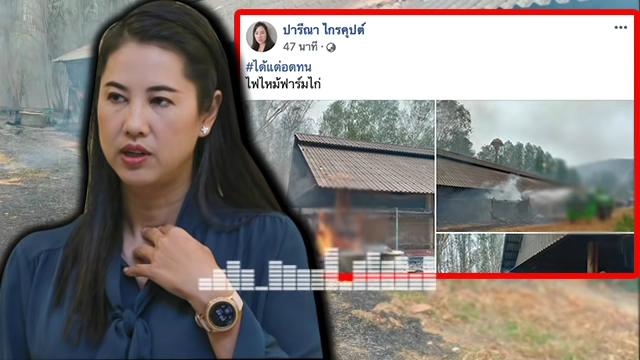 ปารีณา ไกรคุปต์
47 นาที ·
#ได้แต่อดทน
ไฟไหม้ฟาร์มไก่